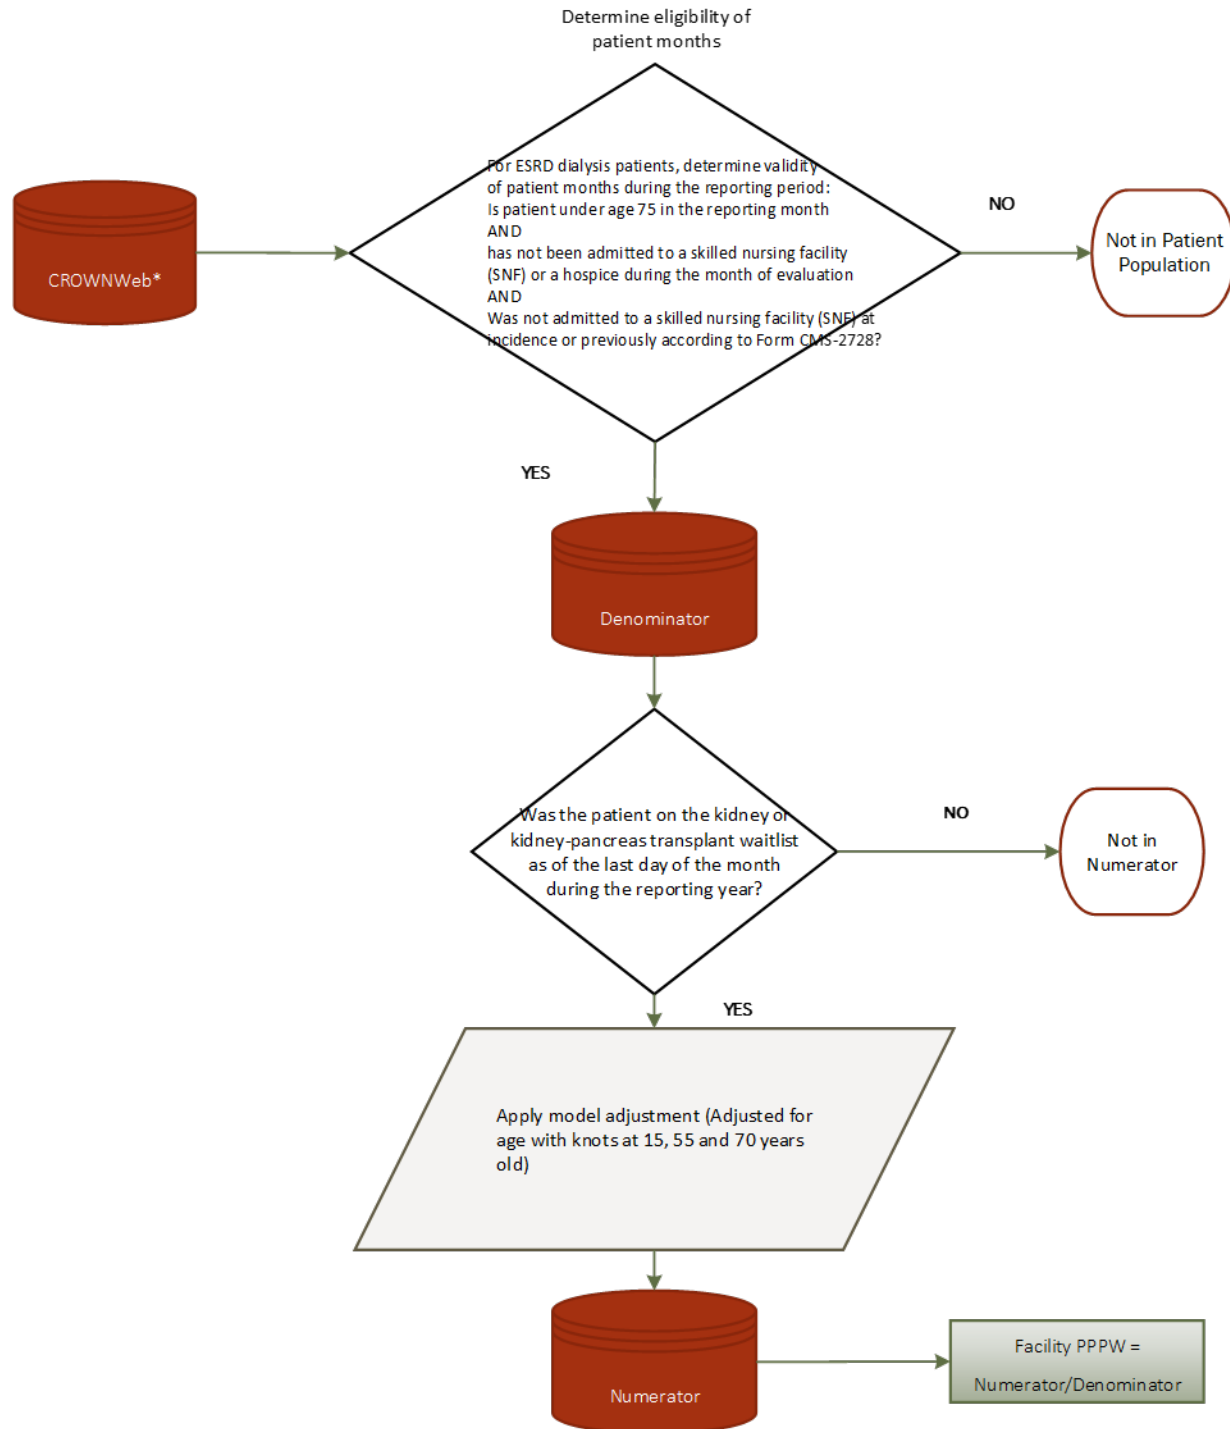 Determine eligibility of
patient months
For ESRD dialysis patients, determine validity
of patient months during the reporting period:
Is patient under age 75 in the reporting month
AND
has not been admitted to a skilled nursing facility
(SNF) or a hospice during the month of evaluation
AND
Was not admitted to a skilled nursing facility (SNF) at
incidence or previously according to Form CMS-2728?
CROWNWeb*
NO
Not in Patient
Population
YES
Denominator
Was the patient on the kidney or
kidney-pancreas transplant waitlist
as of the last day of the month
during the reporting year?
NO
Not in
Numerator
YES
Apply model adjustment (Adjusted for
age with knots at 15, 55 and 70 years
old)
Numerator
Facility PPPW =
Numerator/Denominator